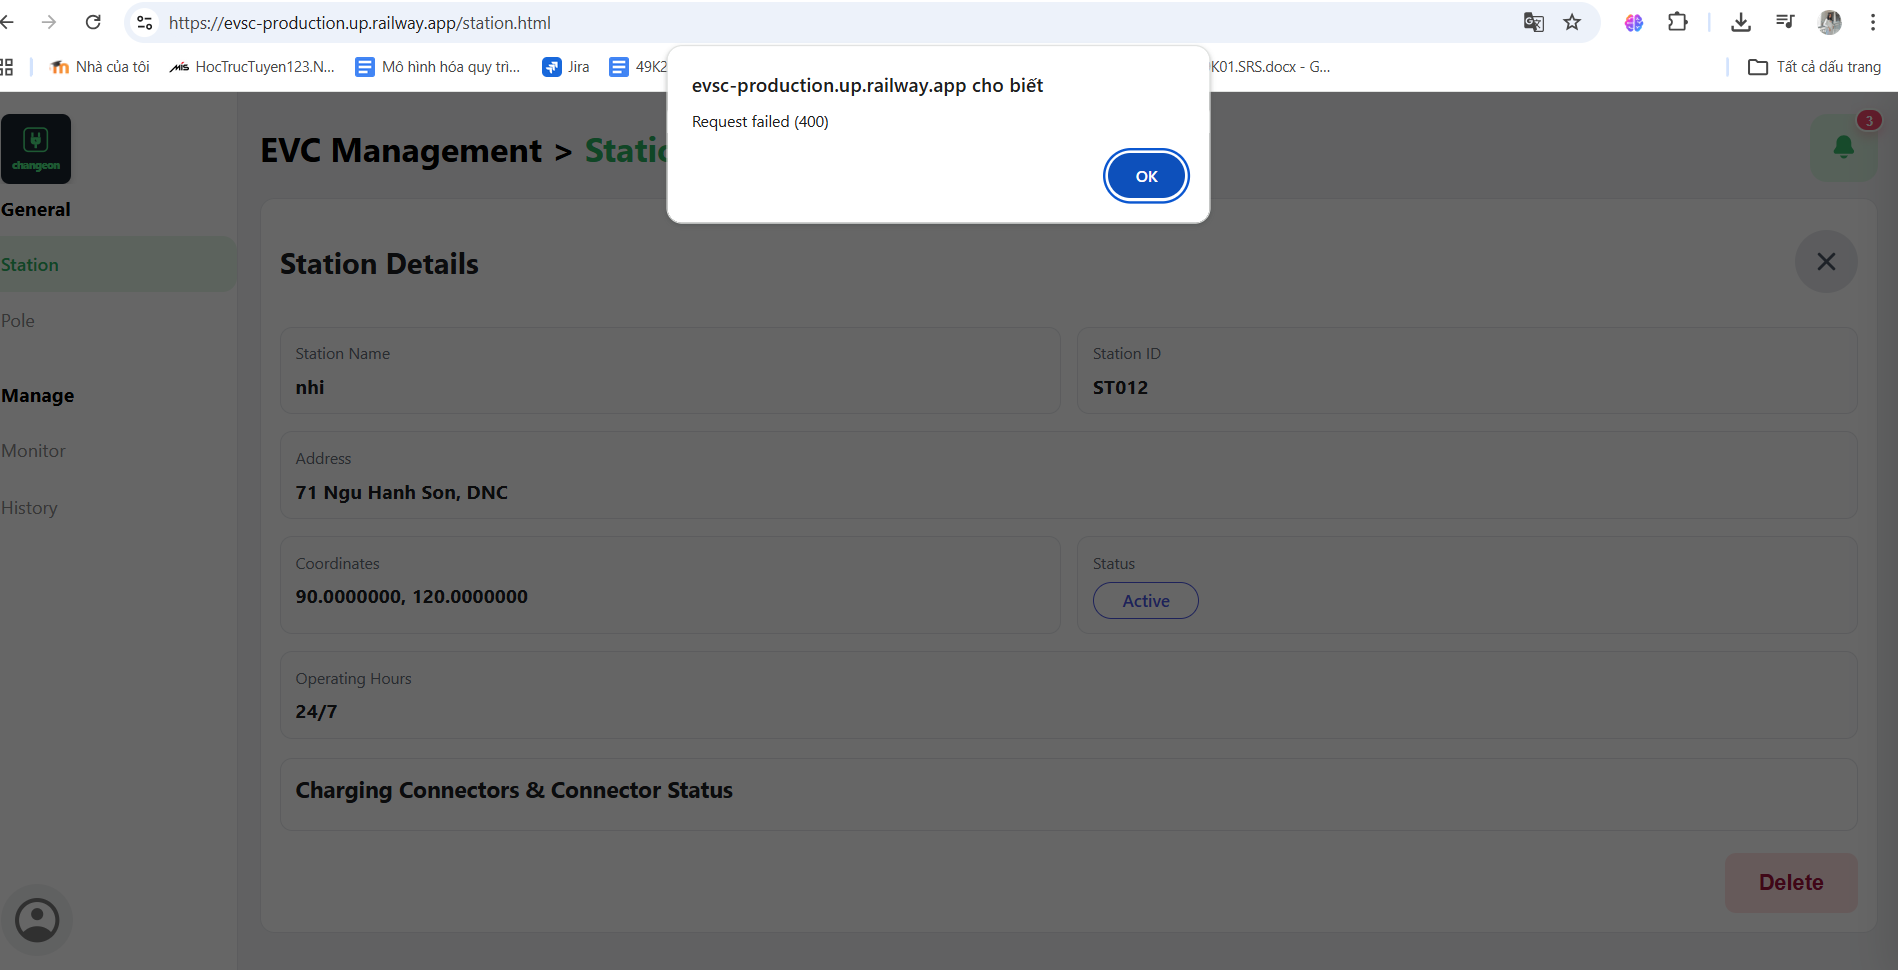 https://evsc-production.up.railway.app/station.html
Nhà của tôi
HocTrucTuyen123.N...
Mô hình hóa quy trì...
Jira
49K2
K01.SRS.docx - G...
Tất cả dấu trang
evsc-production.up.railway.app cho biết
Request failed (400)
OK
changeon
EVC Management > Static
3
General
Station
Pole
Manage
Monitor
History
Station Details
Station Name
nhi
Station ID
ST012
Address
71 Ngu Hanh Son, DNC
Coordinates
90.0000000, 120.0000000
Status
Active
Operating Hours
24/7
Charging Connectors & Connector Status
Delete